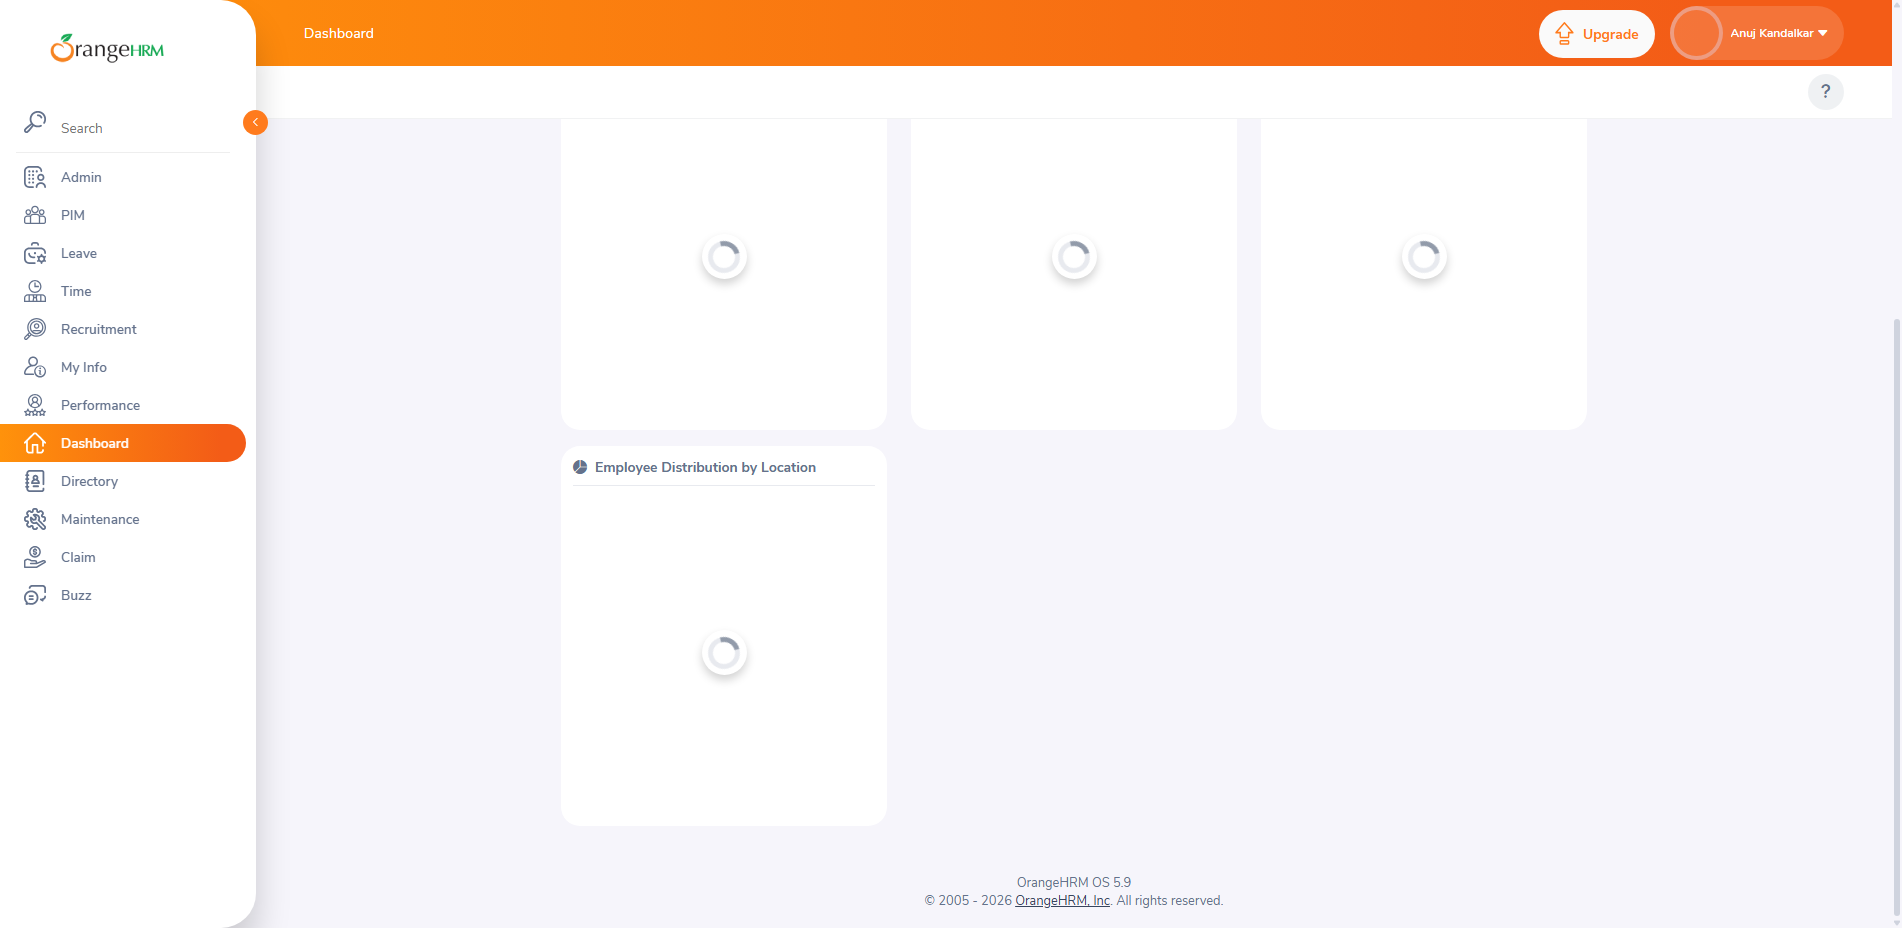 OrangeHRM
Dashboard
Upgrade
Anuj Kandalkar
?
Search
Admin
PIM
Leave
Time
Recruitment
My Info
Performance
Dashboard
Directory
Maintenance
Claim
Buzz
Employee Distribution by Location
OrangeHRM OS 5.9
© 2005 - 2026 OrangeHRM, Inc. All rights reserved.